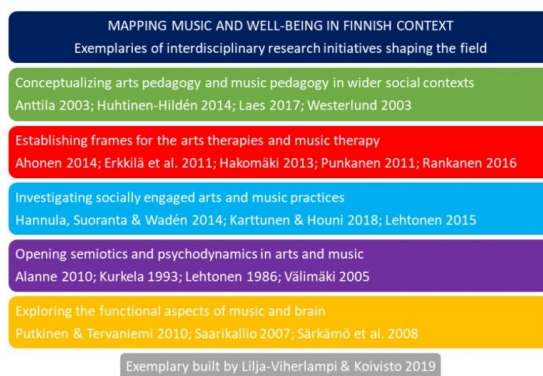 MAPPING MUSIC AND WELL-BEING IN FINNISH CONTEXT
Exemplaries of interdisciplinary research initiatives shaping the field
Conceptualizing arts pedagogy and music pedagogy in wider social contexts
Anttila 2003; Huhtinen-Hildén 2014; Laes 2017; Westerlund 2003
Establishing frames for the arts therapies and music therapy
Ahonen 2014; Erkkilä et al. 2011; Hakomäki 2013; Punkanen 2011; Rankanen 2016
Investigating socially engaged arts and music practices
Hannula, Suoranta & Wadén 2014; Karttunen & Houni 2018; Lehtonen 2015
Opening semiotics and psychodynamics in arts and music
Alanne 2010; Kurkela 1993; Lehtonen 1986; Välimäki 2005
Exploring the functional aspects of music and brain
Putkinen & Tervaniemi 2010; Saarikallio 2007; Särkämö et al. 2008
Exemplary built by Lilja-Viherlampi & Koivisto 2019